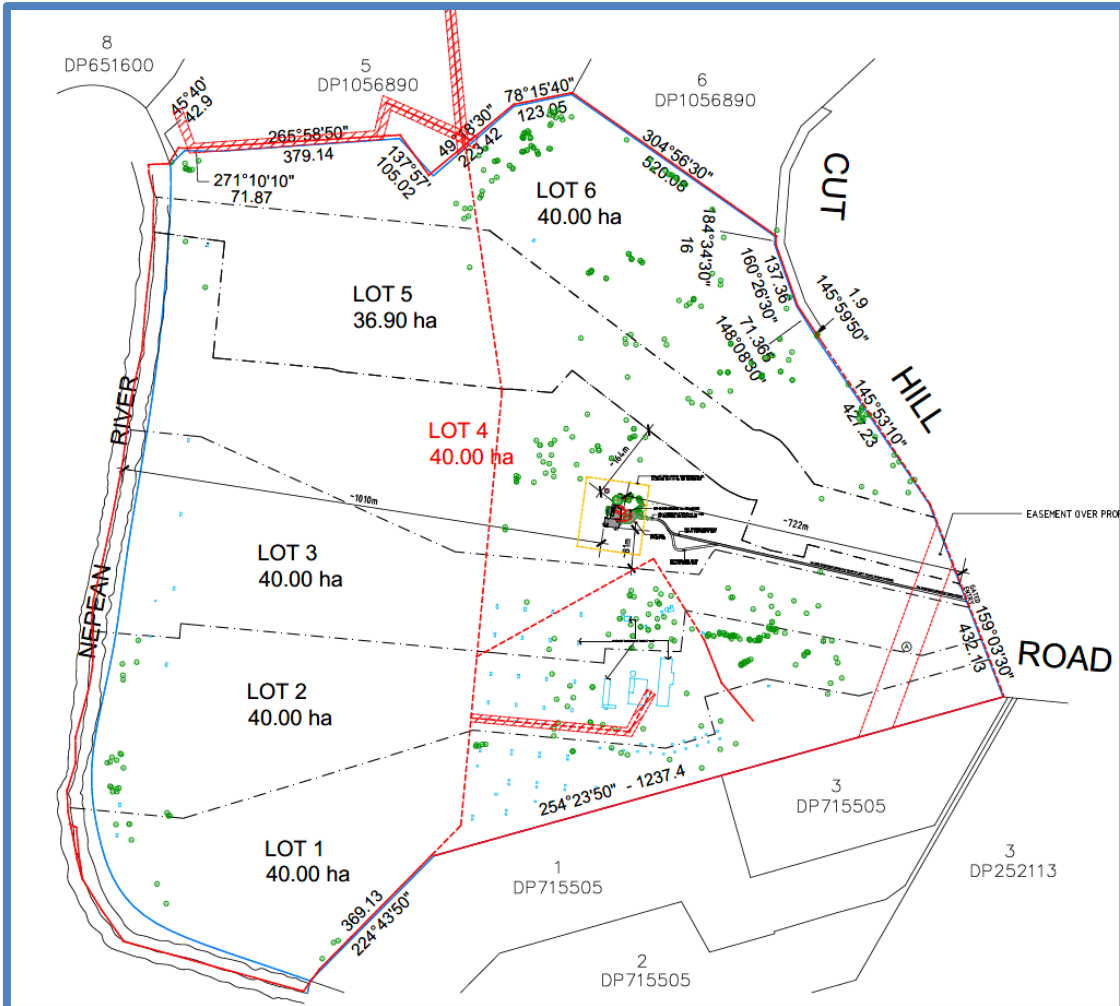 8
DP651600
5
DP1056890
6
DP1056890
45°40'
42.9
265°58'50"
379.14
271°10'10"
71.87
137°57'
105.02
223.42
78°15'40"
123.05
304°56'30"
520.08
CUT
HILL
ROAD
LOT 6
40.00 ha
184°34'30"
16
137.36
160°26'30"
1.9
145°59'50"
71.365
148°08'30"
145°53'10"
427.23
LOT 5
36.90 ha
LOT 4
40.00 ha
~164m
~1010m
~722m
~81m
EASEMENT OVER PROP
GATED
ENTRY
159°03'30"
432.13
A
NEPEAN RIVER
LOT 3
40.00 ha
LOT 2
40.00 ha
LOT 1
40.00 ha
254°23'50" - 1237.4
369.13
224°43'50"
1
DP715505
3
DP715505
3
DP252113
2
DP715505